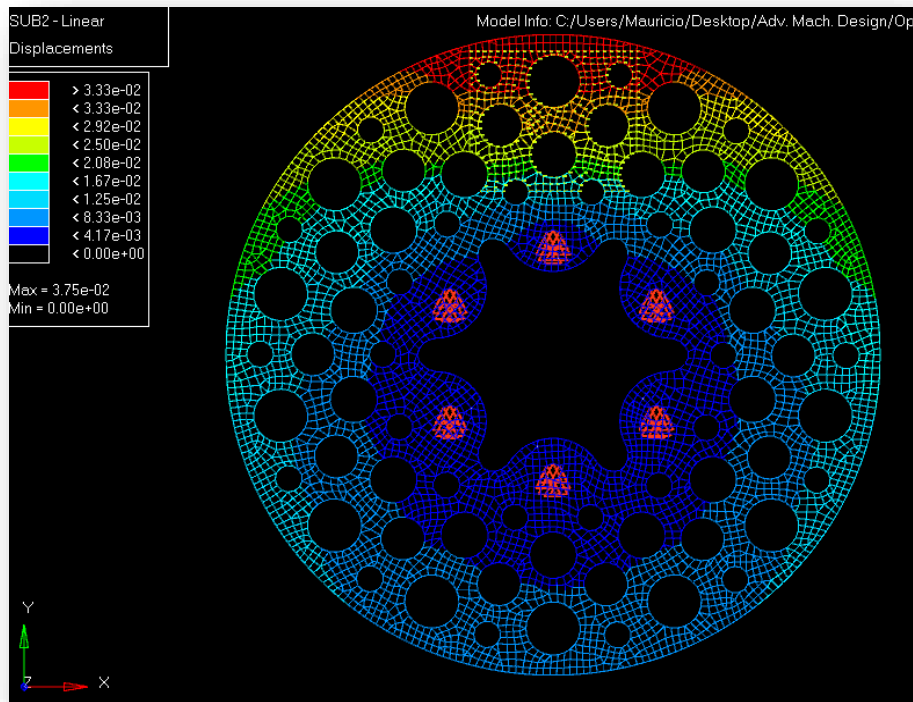 SUB2 - Linear
Displacements
Model Info: C:/Users/Mauricio/Desktop/Adv. Mach. Design/Op
> 3.33e-02
< 3.33e-02
< 2.92e-02
< 2.50e-02
< 2.08e-02
< 1.67e-02
< 1.25e-02
< 8.33e-03
< 4.17e-03
< 0.00e+00
Max = 3.75e-02
Min = 0.00e+00
Y
Z
X